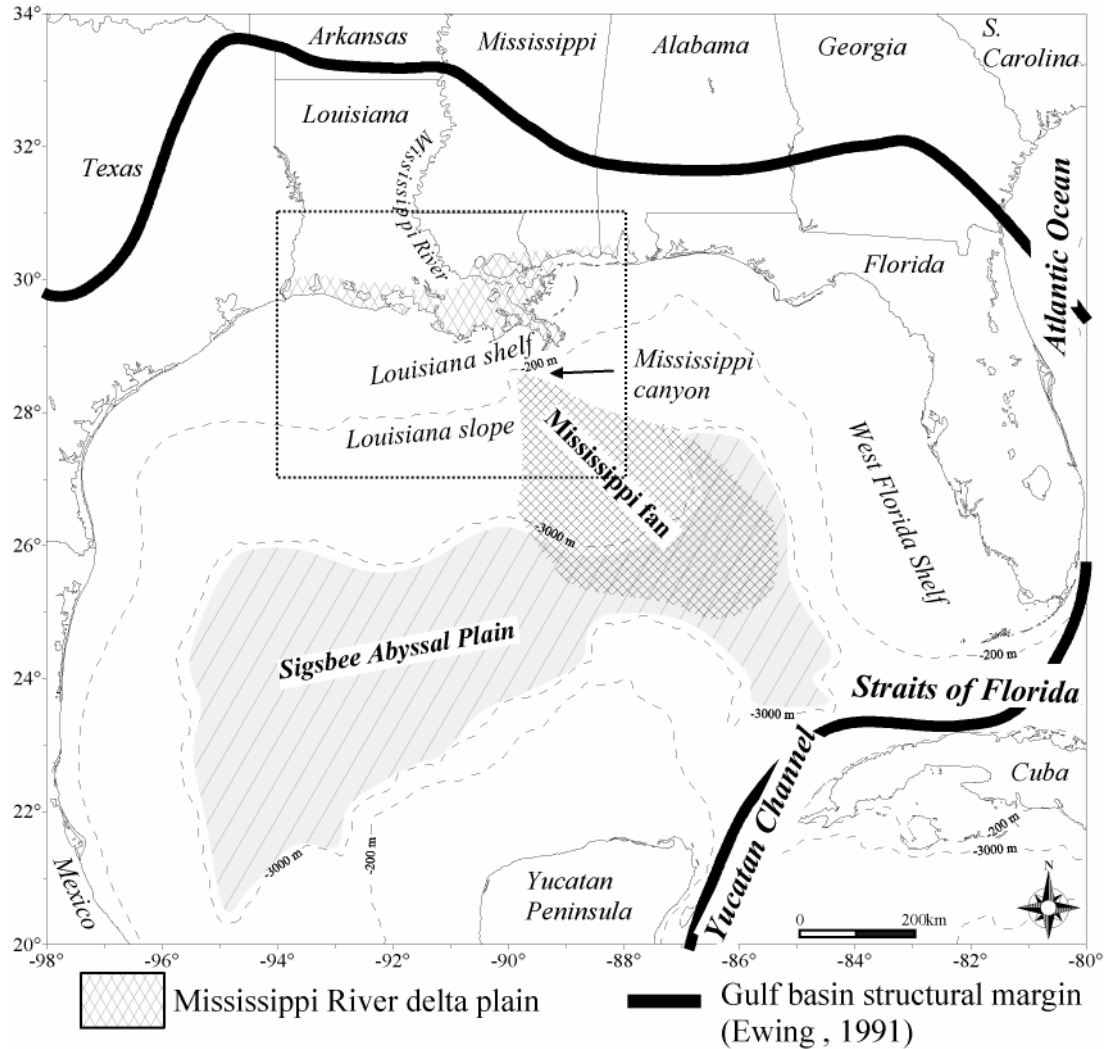 34°
Arkansas
Mississippi
Alabama
Georgia
S.
Carolina
Louisiana
32°
Texas
Mississippi River
Atlantic Ocean
30°
Florida
Louisiana shelf
-200 m
Mississippi
canyon
28°
Louisiana slope
Mississippi fan
West Florida Shelf
26°
-3000 m
Sigsbee Abyssal Plain
-200 m
24°
Straits of Florida
-3000 m
Yucatan Channel
Cuba
22°
-200 m
-3000 m
-3000 m
-200 m
Mexico
Yucatan
Peninsula
N
0 200km
20°
-98 -96° -94° -92° -90° -88° -86° -84° -82° -80°
Mississippi River delta plain
Gulf basin structural margin
(Ewing , 1991)